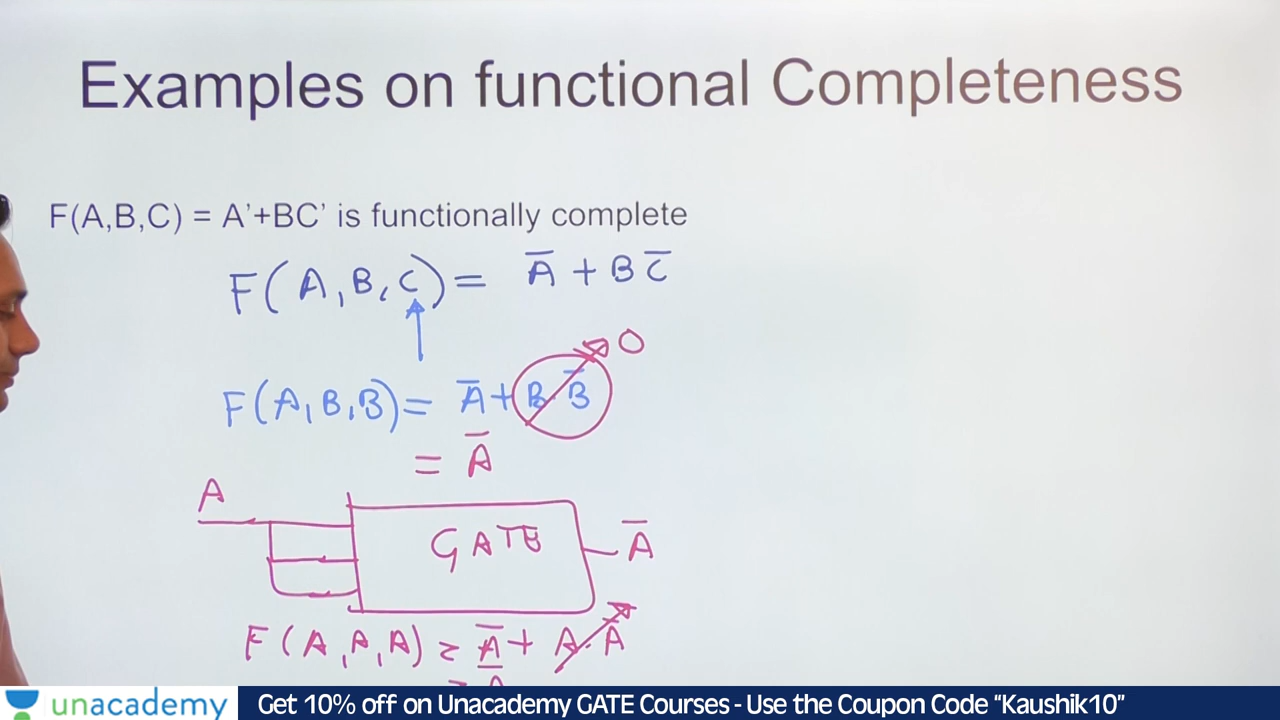 Examples on functional Completeness
F(A,B,C) = A'+BC' is functionally complete
F(A,B,C) = A̅ + BC̅
F(A,B,B) = A̅ + B.B̅ 0
= A̅
A
GATE
A̅
F(A,A,A) = A̅ + A.A̅
= A̅
unacademy
Get 10% off on Unacademy GATE Courses - Use the Coupon Code “Kaushik10”